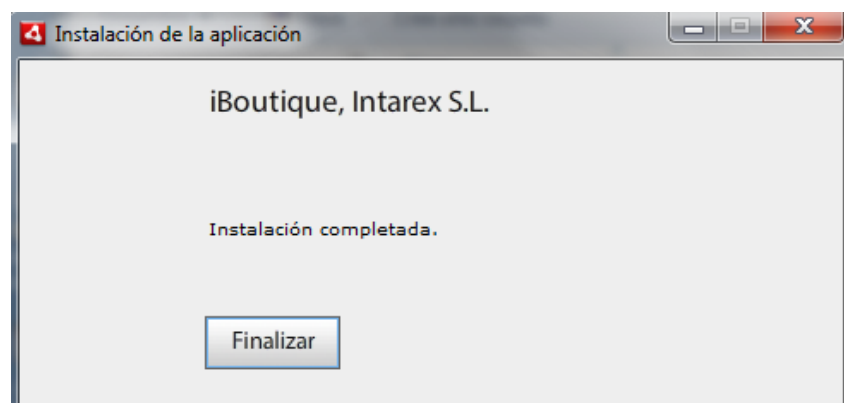 Instalación de la aplicación
iBoutique, Intarex S.L.
Instalación completada.
Finalizar